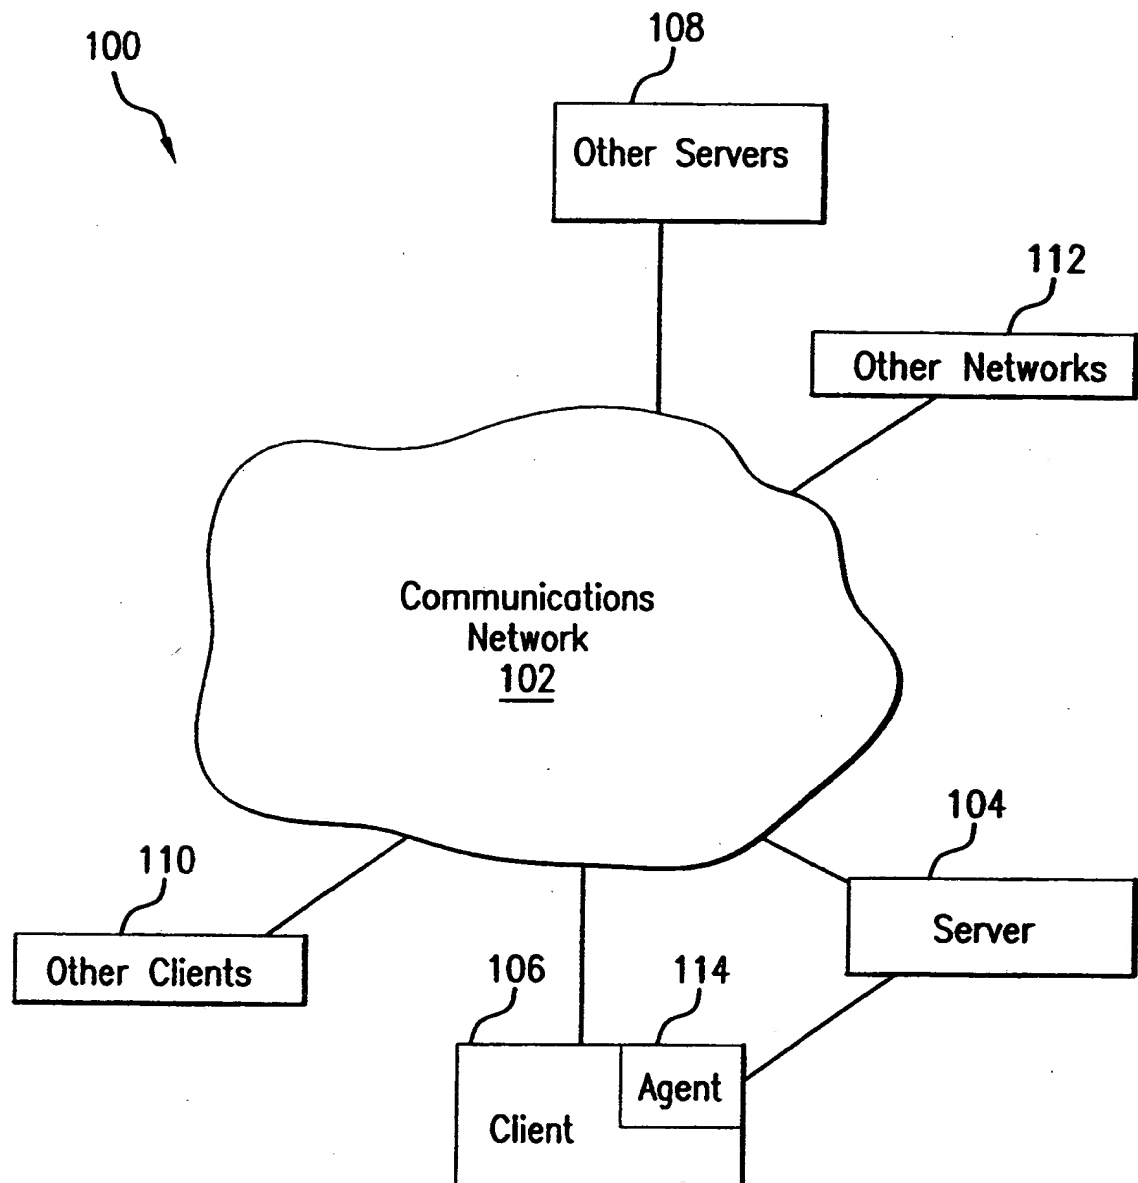 100
108
Other Servers
112
Other Networks
Communications
Network
102
104
Server
110
Other Clients
106
114
Agent
Client